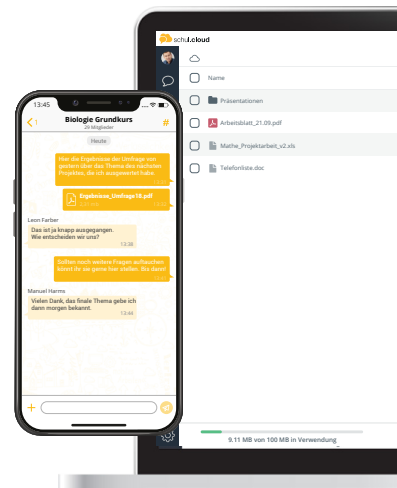 schul.cloud
Name
Präsentationen
Arbeitsblatt_21.09.pdf
Mathe_Projektarbeit_v2.xls
Telefonliste.doc
9.11 MB von 100 MB in Verwendung
13:45
1
Biologie Grundkurs
29 Mitglieder
#
Heute
Hier die Ergebnisse der Umfrage von
gestern über das Thema des nächsten
Projektes, die ich ausgewertet habe.
Ergebnisse_Umfrage18.pdf
Leon Farber
Das ist ja knapp ausgegangen.
Wie entscheiden wir uns?
13:38
Sollten noch weitere Fragen auftauchen
könnt ihr sie gerne hier stellen. Bis dann!
Manuel Harms
Vielen Dank, das finale Thema gebe ich
dann morgen bekannt.
13:44